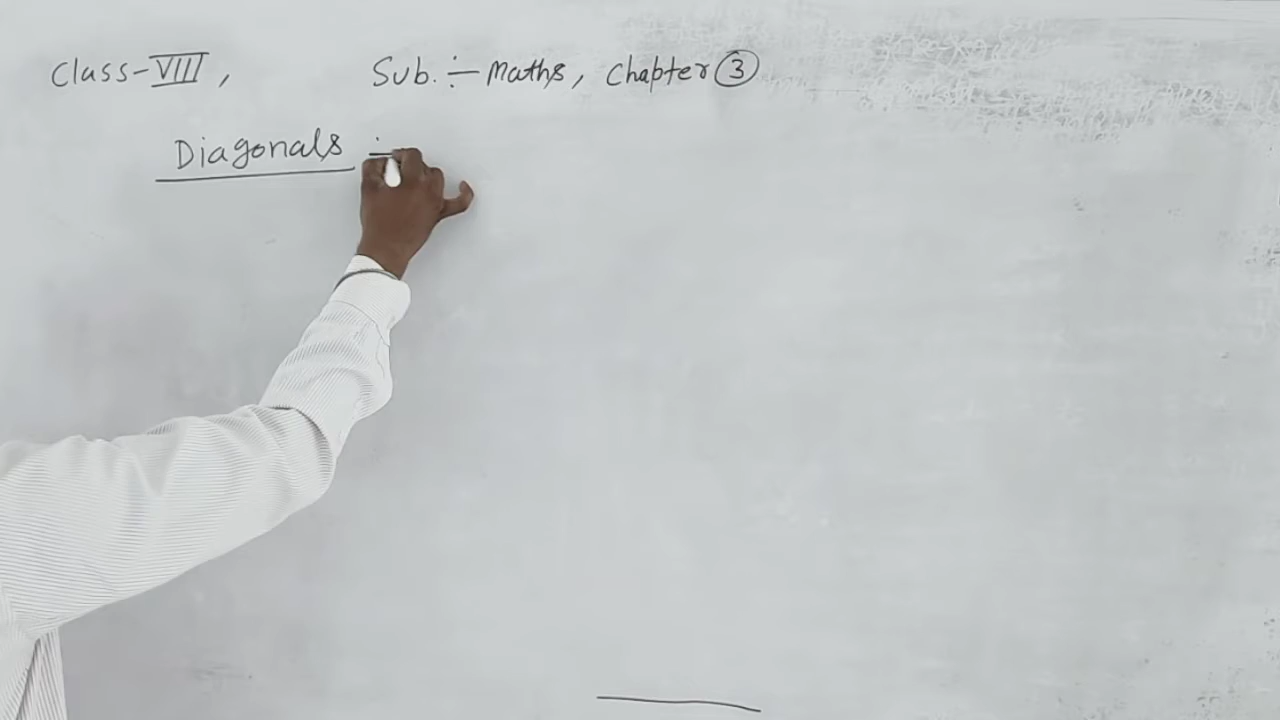 Class-VIII, Sub. :- Maths, Chapter ③
Diagonals :-